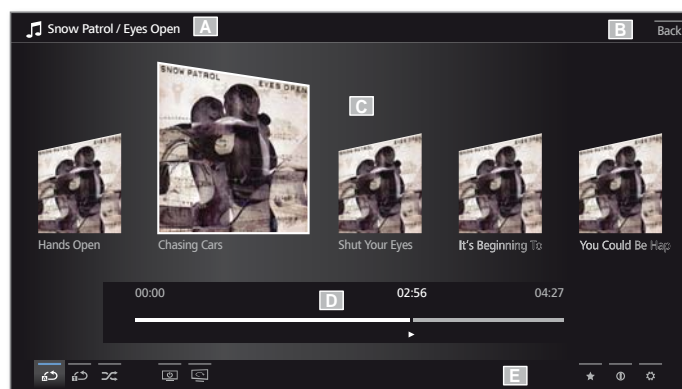 Snow Patrol / Eyes Open A B Back
SNOW PATROL EYES OPEN
C
Hands Open Chasing Cars Shut Your Eyes It's Beginning To You Could Be Hap
00:00 D 02:56 04:27
E